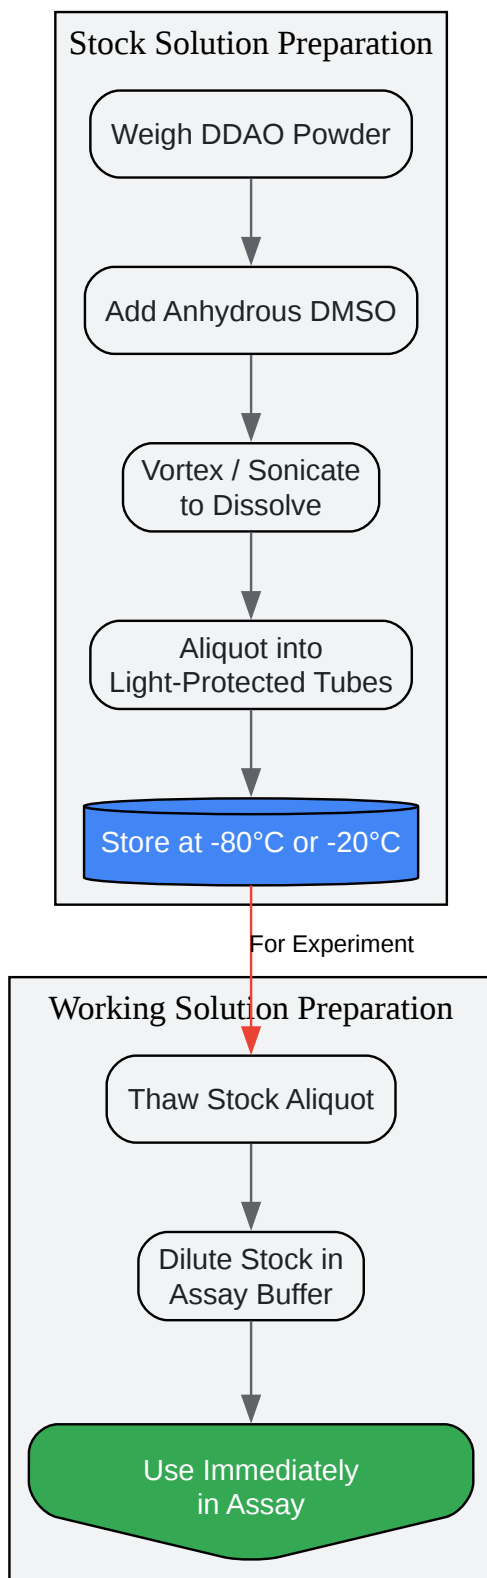 Stock Solution Preparation
Weigh DDAO Powder
Add Anhydrous DMSO
Vortex / Sonicate
to Dissolve
Aliquot into
Light-Protected Tubes
Store at -80°C or -20°C
For Experiment
Working Solution Preparation
Thaw Stock Aliquot
Dilute Stock in
Assay Buffer
Use Immediately
in Assay